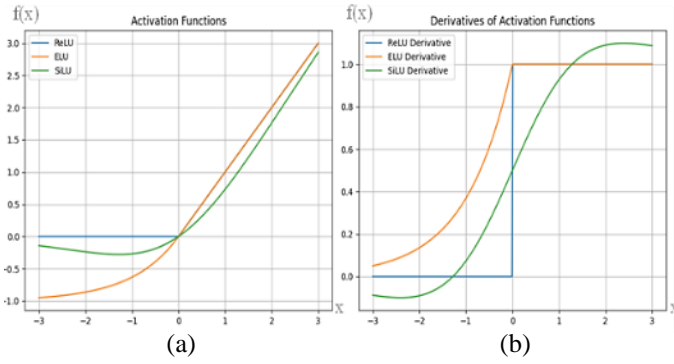 f(x)
Activation Functions
ReLU
ELU
SiLU
3.0
2.5
2.0
1.5
1.0
0.5
0.0
-0.5
-1.0
-3
-2
-1
0
1
2
3
x
(a)
f(x)
Derivatives of Activation Functions
ReLU Derivative
ELU Derivative
SiLU Derivative
1.0
0.8
0.6
0.4
0.2
0.0
-3
-2
-1
0
1
2
3
x
(b)